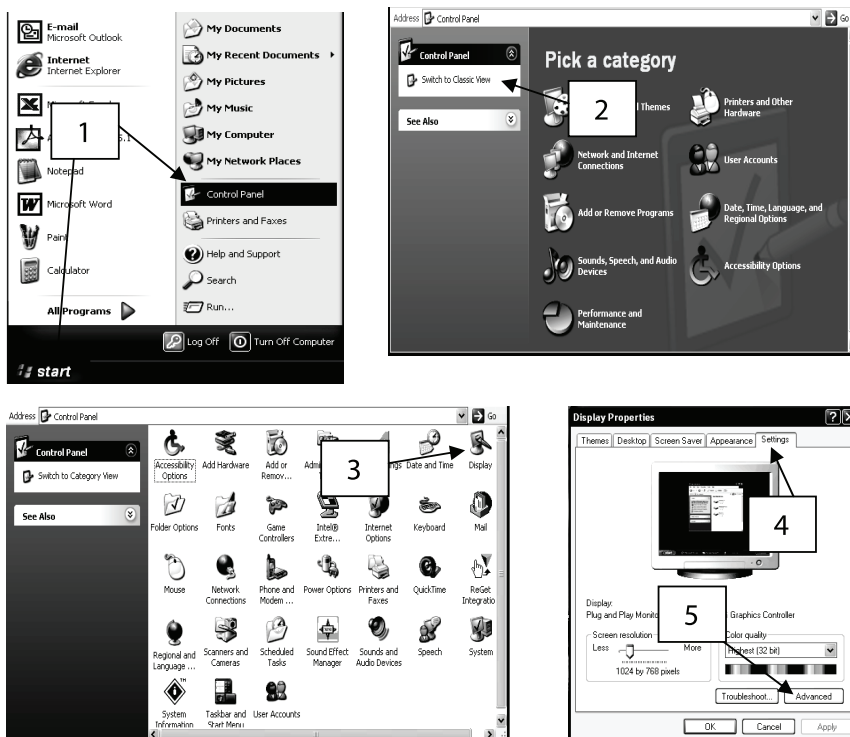 E-mail
Microsoft Outlook
Internet
Internet Explorer
Notepad
Microsoft Word
Paint
Calculator
All Programs
My Documents
My Recent Documents
My Pictures
My Music
My Computer
My Network Places
Control Panel
Printers and Faxes
Help and Support
Search
Run...
Log Off
Turn Off Computer
start
1
Address Control Panel Go
Control Panel
Switch to Classic View
See Also
Pick a category
2
Themes
Printers and Other
Hardware
Network and Internet
Connections
User Accounts
Add or Remove Programs
Date, Time, Language, and
Regional Options
Sounds, Speech, and Audio
Devices
Accessibility Options
Performance and
Maintenance
Address Control Panel Go
Control Panel
Switch to Category View
See Also
3
Accessibility
Options
Add Hardware
Add or
Remov...
Date and Time
Display
Folder Options
Fonts
Game
Controllers
Intel®
Extre...
Internet
Options
Keyboard
Mail
Mouse
Network
Connections
Phone and
Modem ...
Power Options
Printers and
Faxes
QuickTime
ReGet
Integratio
Regional and
Language ...
Scanners and
Cameras
Scheduled
Tasks
Sound Effect
Manager
Sounds and
Audio Devices
Speech
System
System
Information
Taskbar and
Start Menu
User Accounts
Display Properties
Themes Desktop Screen Saver Appearance Settings
4
Display:
Plug and Play Monito Graphics Controller
5
Screen resolution
Less More
1024 by 768 pixels
Color quality
Highest (32 bit)
Troubleshoot... Advanced
OK Cancel Apply